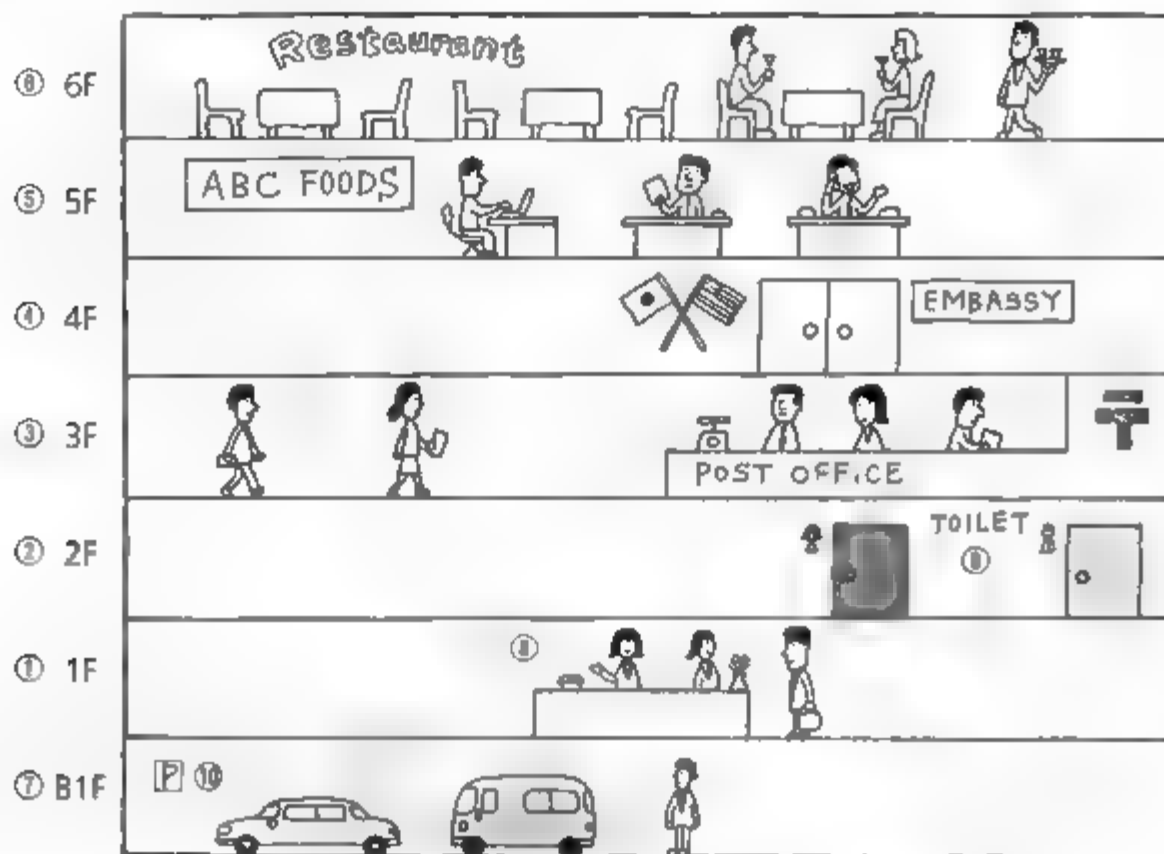 Restaurant
⑥ 6F
ABC FOODS
⑤ 5F
④ 4F
EMBASSY
③ 3F
POST OFFICE
② 2F
TOILET
⑨
① 1F
⑧
⑦ B1F
P ⑩